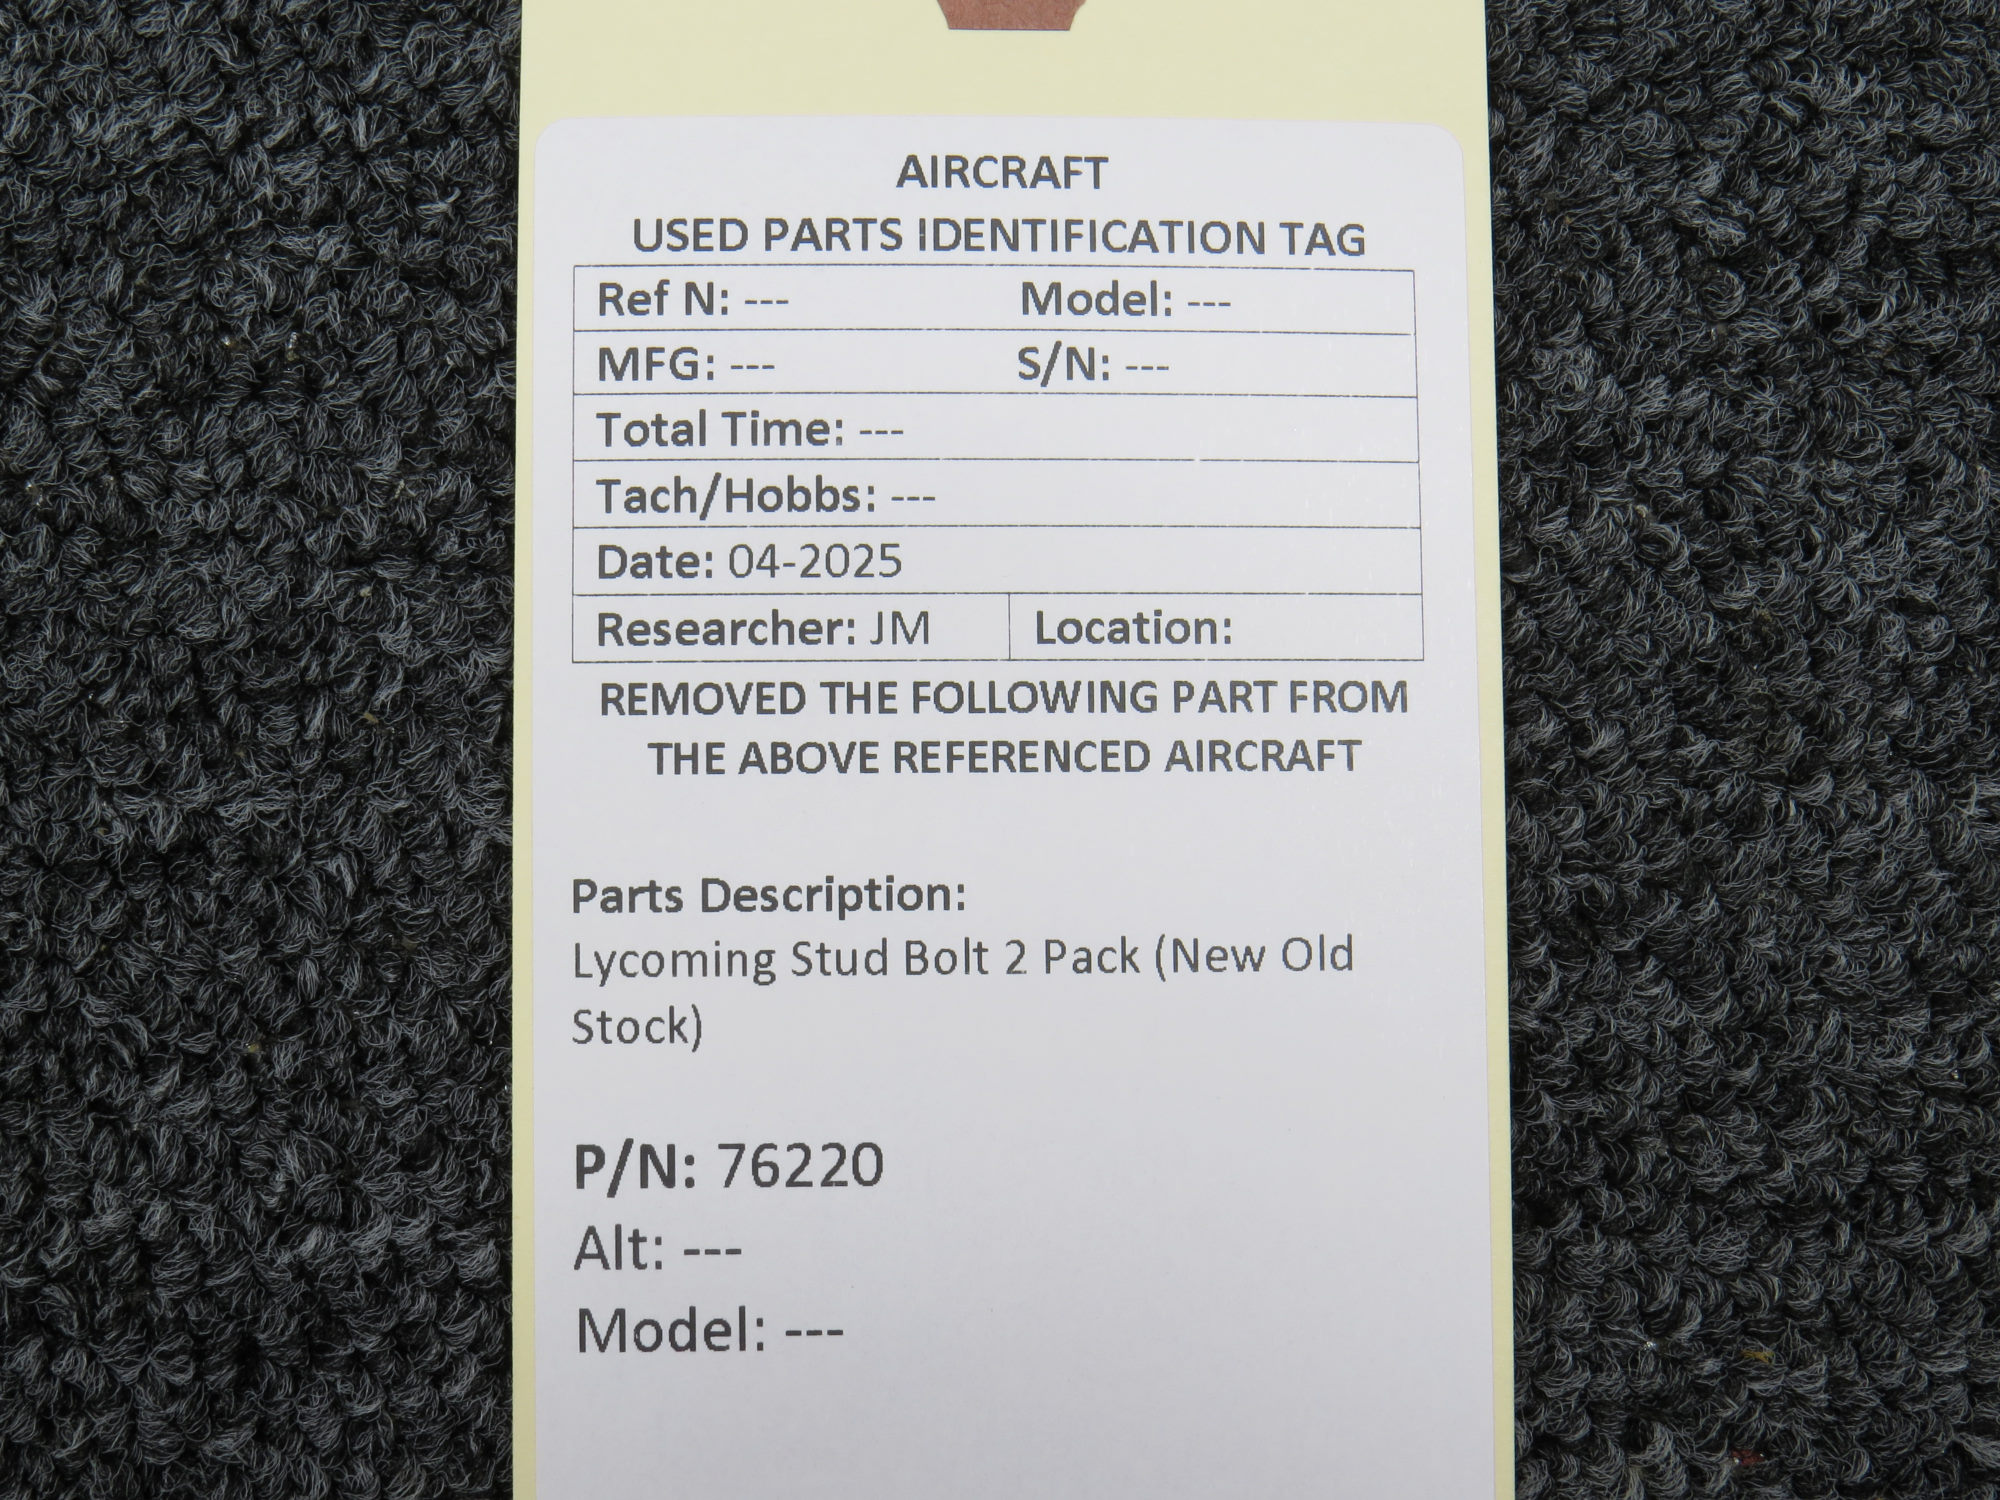 AIRCRAFT
USED PARTS IDENTIFICATION TAG
Ref N: --- Model: ---
MFG: --- S/N: ---
Total Time: ---
Tach/Hobbs: ---
Date: 04-2025
Researcher: JM Location:
REMOVED THE FOLLOWING PART FROM
THE ABOVE REFERENCED AIRCRAFT
Parts Description:
Lycoming Stud Bolt 2 Pack (New Old
Stock)
P/N: 76220
Alt: ---
Model: ---